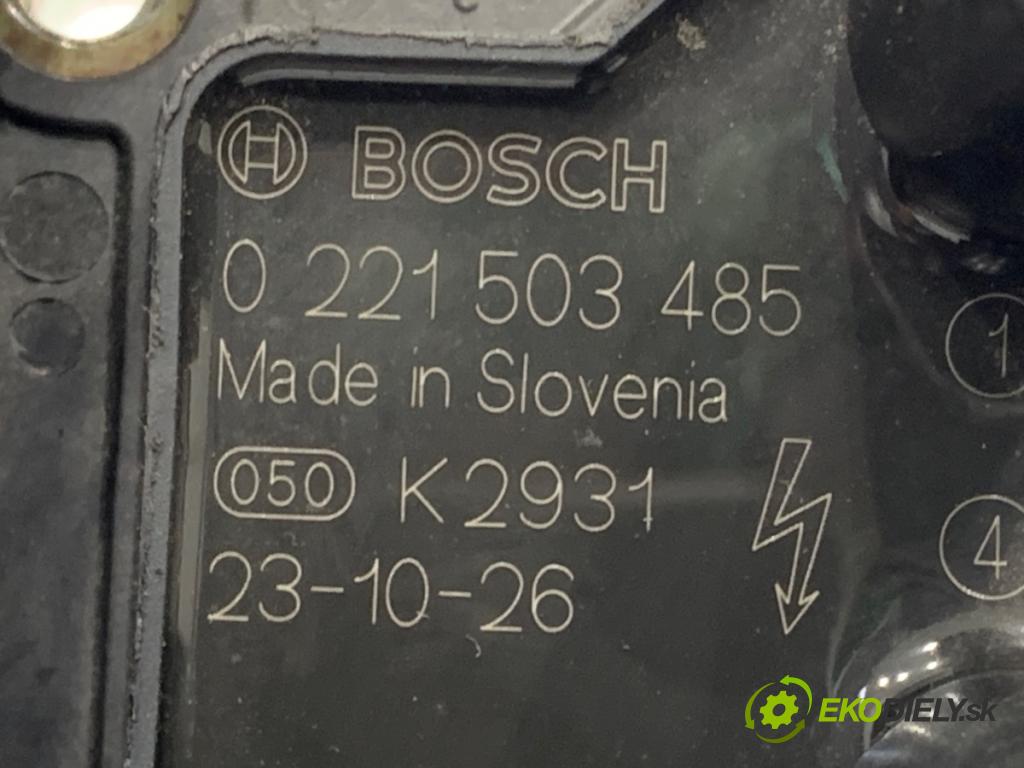 BOSCH
0 221 503 485
Made in Slovenia
050 K2931
23-10-26
1
4
EKODIELY.sk